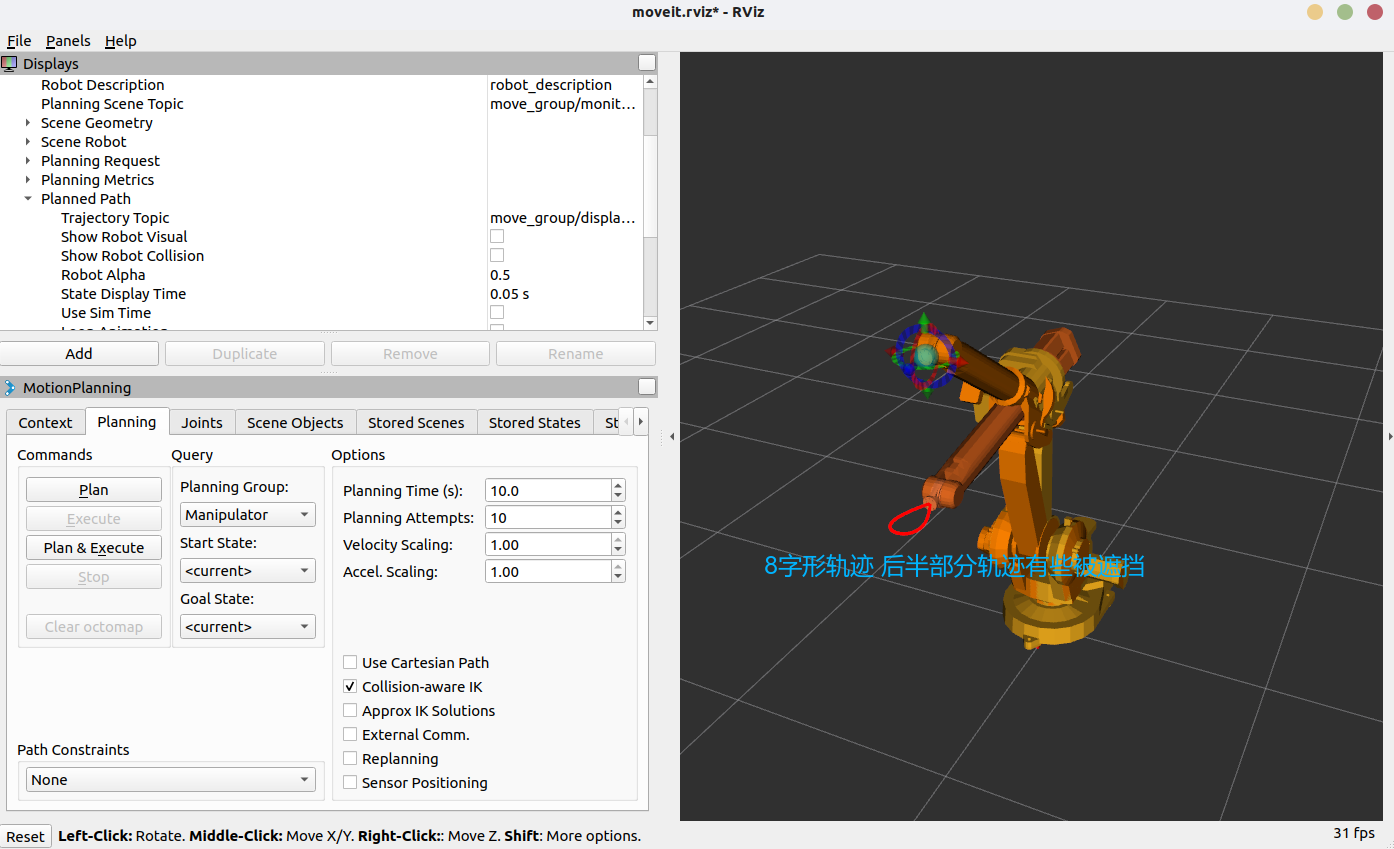 moveit.rviz* - RViz
File Panels Help
Displays
Robot Description robot_description
Planning Scene Topic move_group/monit...
Scene Geometry
Scene Robot
Planning Request
Planning Metrics
Planned Path
Trajectory Topic move_group/displa...
Show Robot Visual
Show Robot Collision
Robot Alpha 0.5
State Display Time 0.05 s
Use Sim Time
Add Duplicate Remove Rename
MotionPlanning
Context Planning Joints Scene Objects Stored Scenes Stored States St
Commands
Plan
Execute
Plan & Execute
Stop
Clear octomap
Query
Planning Group:
Manipulator
Start State:
<current>
Goal State:
<current>
Options
Planning Time (s): 10.0
Planning Attempts: 10
Velocity Scaling: 1.00
Accel. Scaling: 1.00
Use Cartesian Path
Collision-aware IK
Approx IK Solutions
External Comm.
Replanning
Sensor Positioning
Path Constraints
None
8字形轨迹 后半部分轨迹有些被遮挡
Reset Left-Click: Rotate. Middle-Click: Move X/Y. Right-Click:: Move Z. Shift: More options.
31 fps